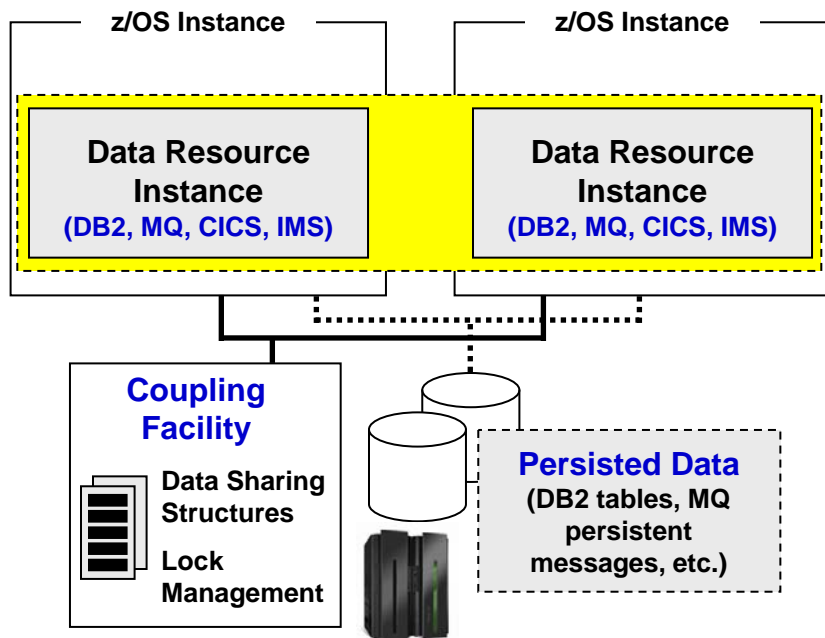 z/OS Instance
z/OS Instance
Data Resource
Instance
(DB2, MQ, CICS, IMS)
Data Resource
Instance
(DB2, MQ, CICS, IMS)
Coupling
Facility
Data Sharing
Structures
Lock
Management
Persisted Data
(DB2 tables, MQ
persistent
messages, etc.)